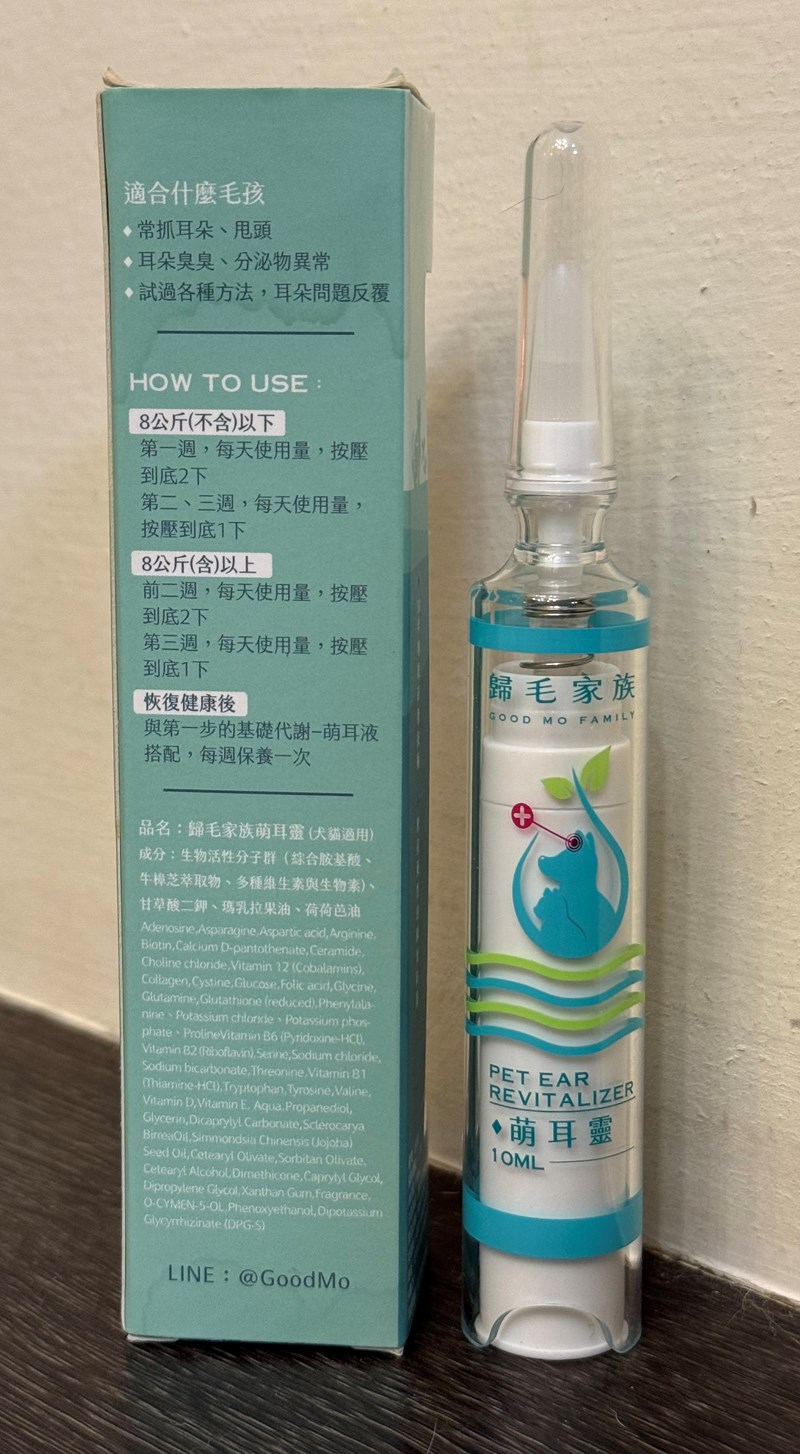 適合什麼毛孩
♦常抓耳朵、甩頭
♦耳朵臭臭、分泌物異常
♦試過各種方法，耳朵問題反覆
HOW TO USE：
8公斤(不含)以下
第一週，每天使用量，按壓
到底2下
第二、三週，每天使用量，
按壓到底1下
8公斤(含)以上
前二週，每天使用量，按壓
到底2下
第三週，每天使用量，按壓
到底1下
恢復健康後
與第一步的基礎代謝–萌耳液
搭配，每週保養一次
品名：歸毛家族萌耳靈 (犬貓適用)
成分：生物活性分子群（綜合胺基酸、
牛樟芝萃取物、多種維生素與生物素）、
甘草酸二鉀、瑪乳拉果油、荷荷芭油
Adenosine,Asparagine,Aspartic acid,Arginine,
Biotin,Calcium D-pantothenate,Ceramide,
Choline chloride,Vitamin 12 (Cobalamins),
Collagen,Cystine,Glucose,Folic acid,Glycine,
Glutamine,Glutathione (reduced),Phenylala-
nine、Potassium chloride、Potassium phos-
phate、ProlineVitamin B6 (Pyridoxine-HCl),
Vitamin B2 (Riboflavin),Serine,Sodium chloride,
Sodium bicarbonate,Threonine,Vitamin B1
(Thiamine-HCl),Tryptophan,Tyrosine,Valine,
Vitamin D,Vitamin E, Aqua,Propanediol,
Glycerin,Dicaprylyl Carbonate,Sclerocarya
BirreaOil,Simmondsia Chinensis (Jojoba)
Seed Oil,Cetearyl Olivate,Sorbitan Olivate,
Cetearyl Alcohol,Dimethicone,Caprylyl Glycol,
Dipropylene Glycol,Xanthan Gum,Fragrance,
O-CYMEN-5-OL,Phenoxyethanol,Dipotassium
Glycyrrhizinate (DPG-S)
LINE：@GoodMo
歸毛家族
GOOD MO FAMILY
PET EAR
REVITALIZER
♦萌耳靈
10ML